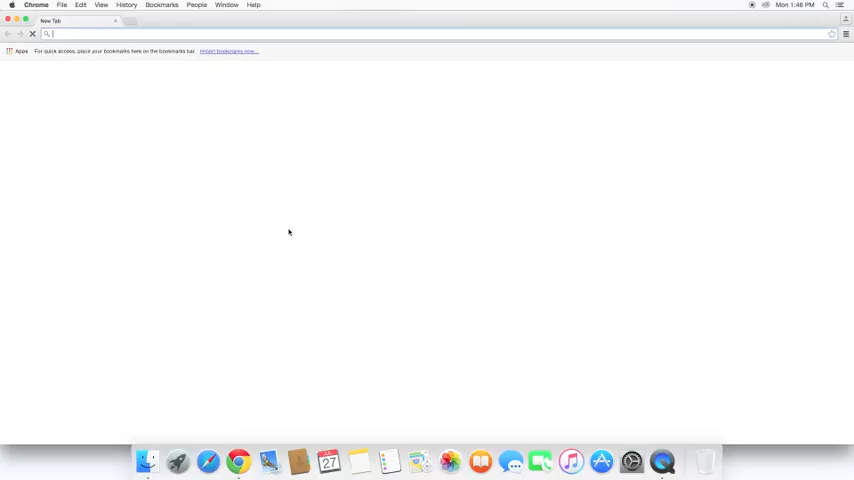 Chrome File Edit View History Bookmarks People Window Help Mon 1:46 PM
New Tab
Apps For quick access, place your bookmarks here on the bookmarks bar. Import bookmarks now...
27